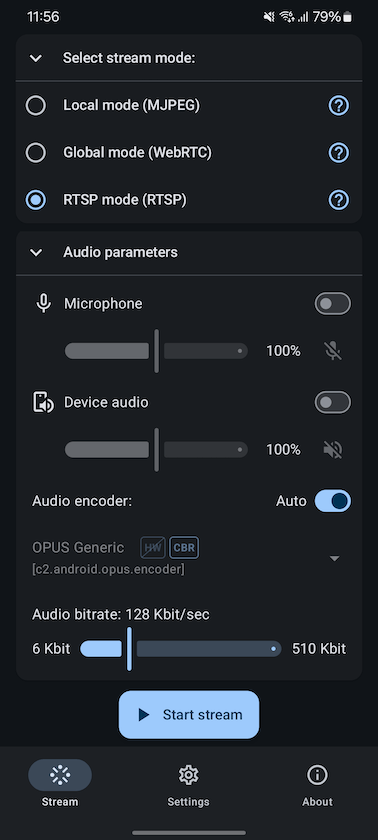 11:56
79%
Select stream mode:
Local mode (MJPEG)
Global mode (WebRTC)
RTSP mode (RTSP)
Audio parameters
Microphone
100%
Device audio
100%
Audio encoder: Auto
OPUS Generic HW CBR
[c2.android.opus.encoder]
Audio bitrate: 128 Kbit/sec
6 Kbit 510 Kbit
Start stream
Stream Settings About